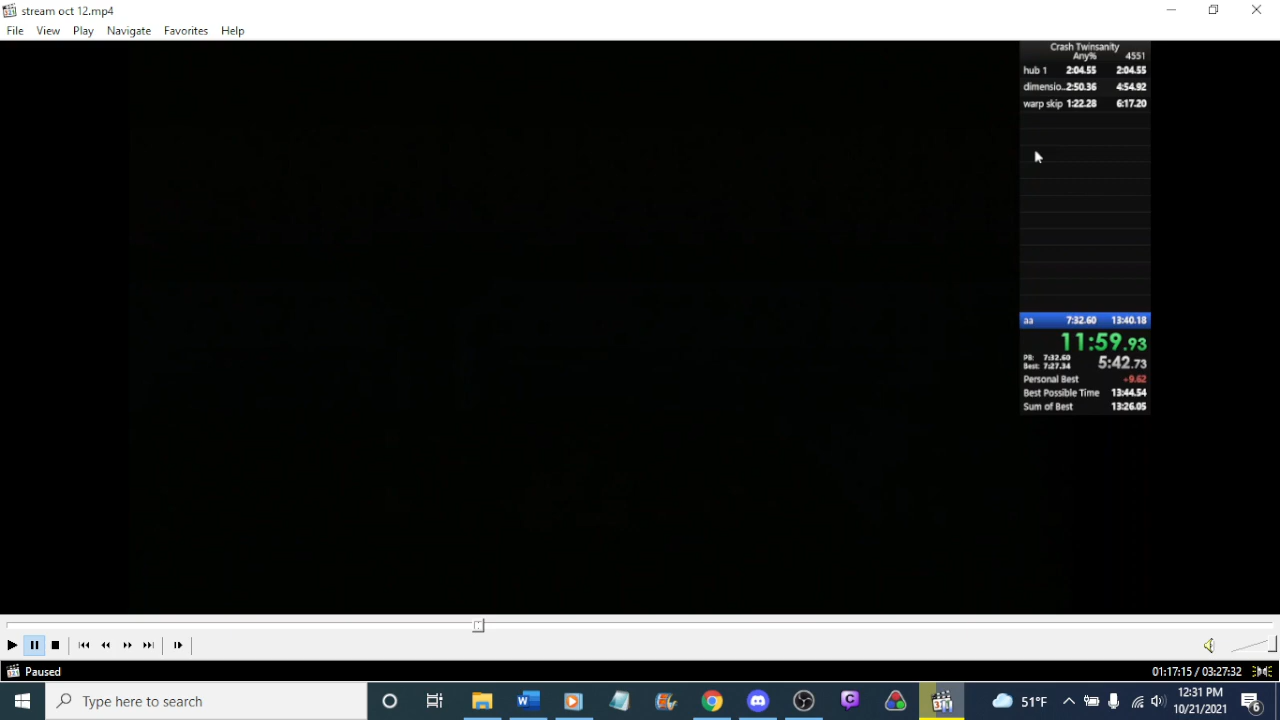 stream oct 12.mp4
File View Play Navigate Favorites Help
Crash Twinsanity
Any% 4551
hub 1 2:04.55 2:04.55
dimensio... 2:50.36 4:54.92
warp skip 1:22.28 6:17.20
aa 7:32.60 13:40.18
11:59.93
PB: 7:32.60
Best: 7:27.34 5:42.73
Personal Best +9.62
Best Possible Time 13:44.54
Sum of Best 13:26.05
Paused 01:17:15 / 03:27:32
Type here to search 51°F 12:31 PM
10/21/2021 6